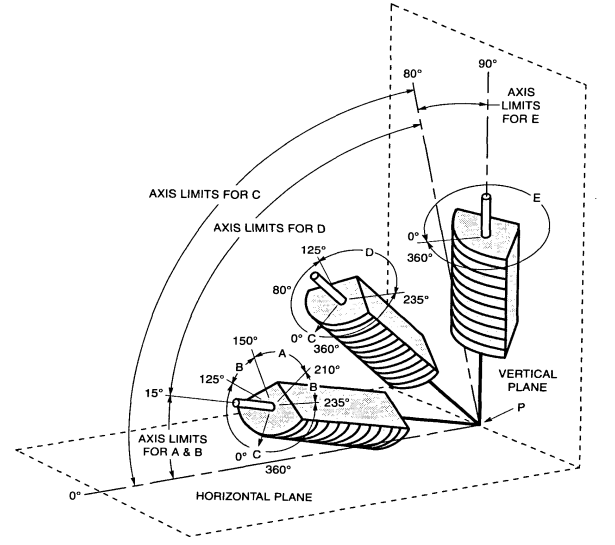 90°
80°
AXIS
LIMITS
FOR E
AXIS LIMITS FOR C
E
AXIS LIMITS FOR D
125°
D
0°
360°
80°
235°
0° C 360°
150°
A
B
210°
125°
B
15°
235°
VERTICAL
PLANE
P
AXIS LIMITS
FOR A & B
0° C
360°
0°
HORIZONTAL PLANE